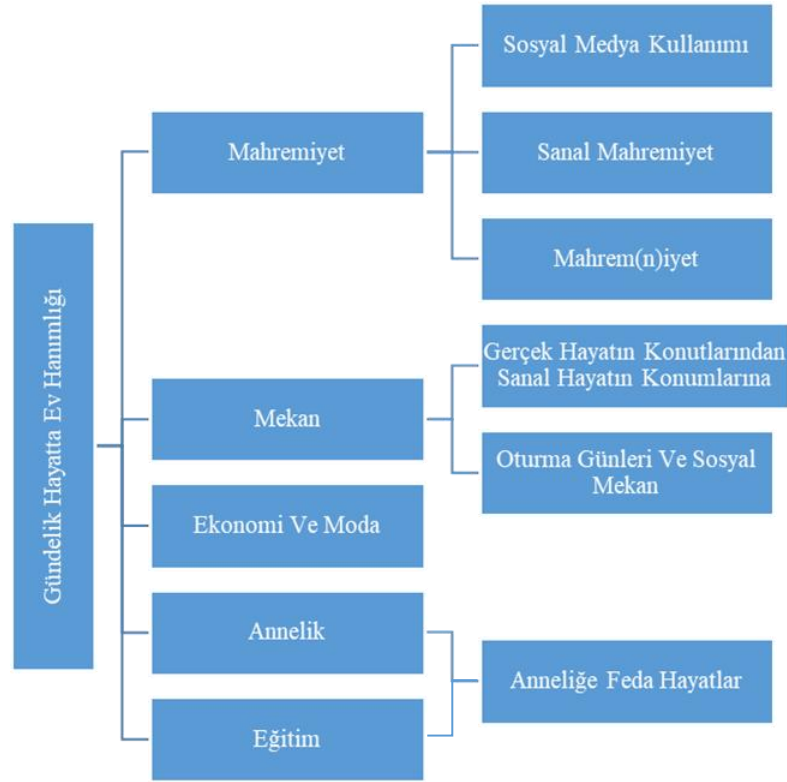 Gündelik Hayatta Ev Hanımlığı
Mahremiyet
Sosyal Medya Kullanımı
Sanal Mahremiyet
Mahrem(n)iyet
Mekan
Gerçek Hayatın Konutlarından
Sanal Hayatın Konumlarına
Oturma Günleri Ve Sosyal
Mekan
Ekonomi Ve Moda
Annelik
Eğitim
Anneliğe Feda Hayatlar